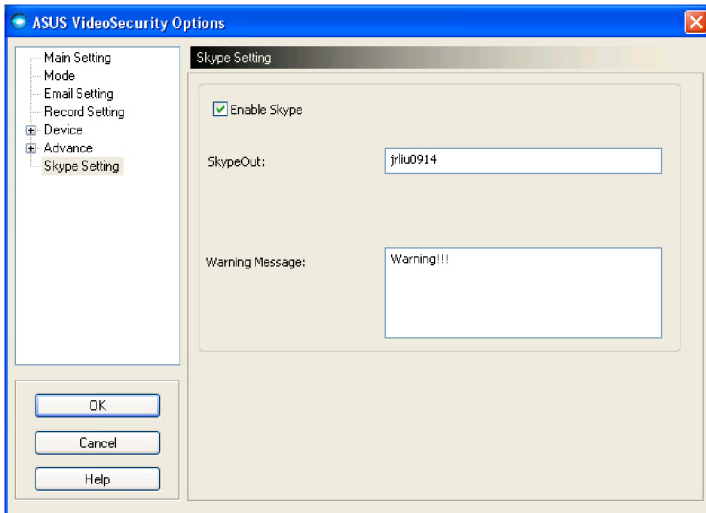 ASUS VideoSecurity Options
Main Setting
Mode
Email Setting
Record Setting
Device
Advance
Skype Setting
OK
Cancel
Help
Skype Setting
Enable Skype
SkypeOut:
jrliu0914
Warning Message:
Warning!!!